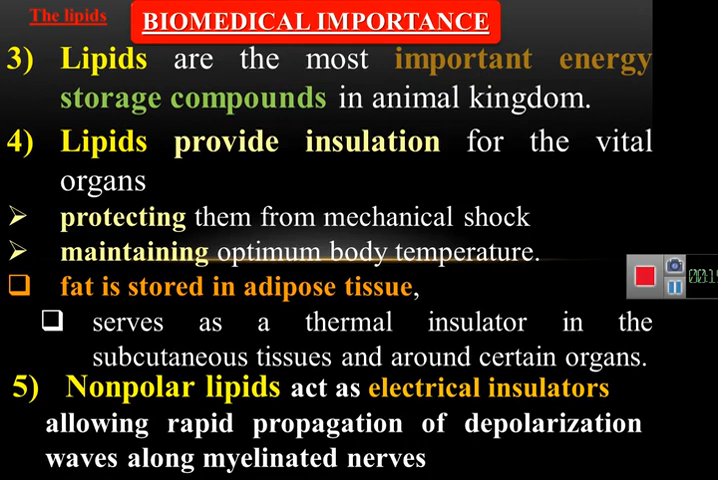 The lipids
BIOMEDICAL IMPORTANCE
3) Lipids are the most important energy
storage compounds in animal kingdom.
4) Lipids provide insulation for the vital
organs
➢ protecting them from mechanical shock
➢ maintaining optimum body temperature.
❑ fat is stored in adipose tissue,
❑ serves as a thermal insulator in the
subcutaneous tissues and around certain organs.
5) Nonpolar lipids act as electrical insulators
allowing rapid propagation of depolarization
waves along myelinated nerves